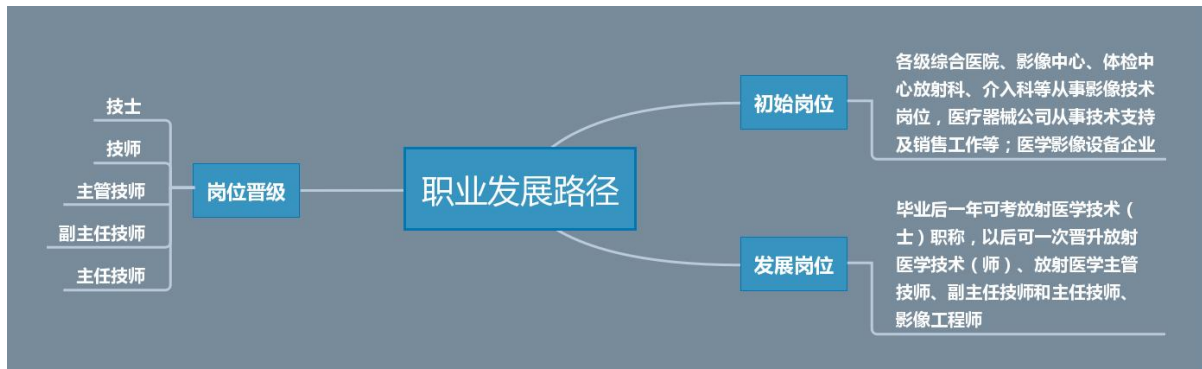 职业发展路径
岗位晋级
技士
技师
主管技师
副主任技师
主任技师
初始岗位
各级综合医院、影像中心、体检中
心放射科、介入科等从事影像技术
岗位，医疗器械公司从事技术支持
及销售工作等；医学影像设备企业
发展岗位
毕业后一年可考放射医学技术（
士）职称，以后可一次晋升放射
医学技术（师）、放射医学主管
技师、副主任技师和主任技师、
影像工程师